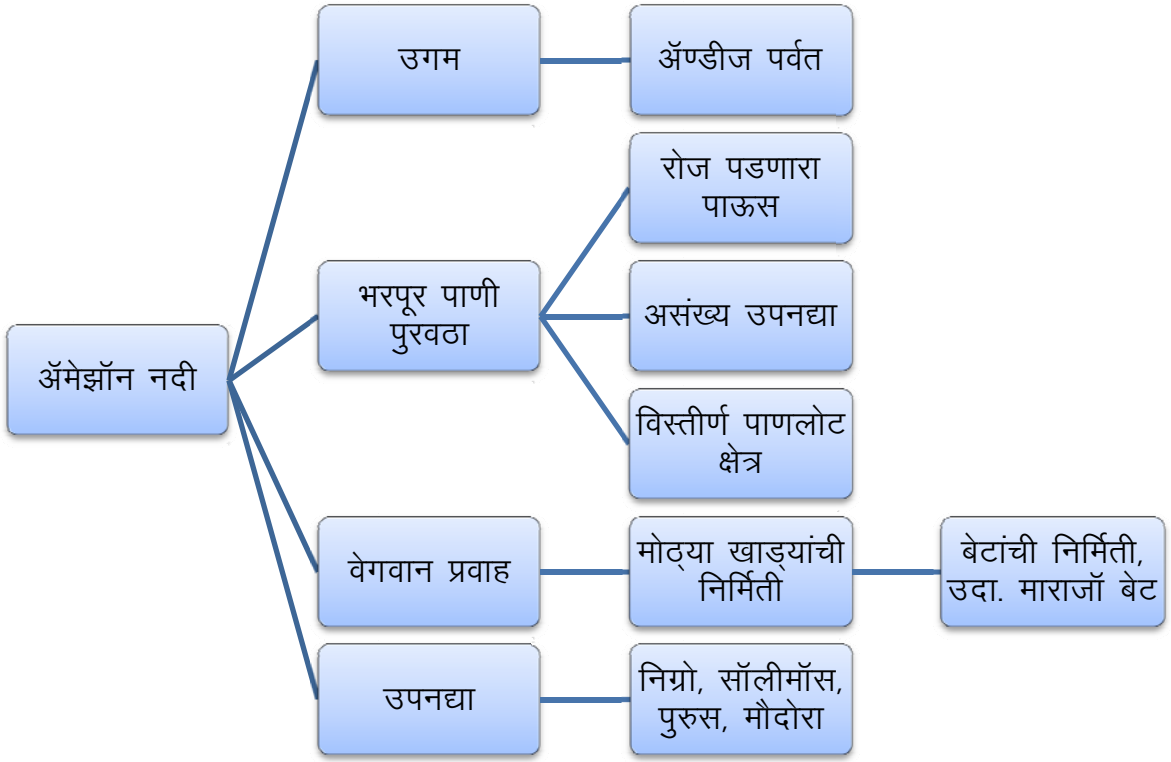 ॲमेझॉन नदी
उगम
ॲण्डीज पर्वत
भरपूर पाणी
पुरवठा
रोज पडणारा
पाऊस
असंख्य उपनद्या
विस्तीर्ण पाणलोट
क्षेत्र
वेगवान प्रवाह
मोठ्या खाड्यांची
निर्मिती
बेटांची निर्मिती,
उदा. माराजॉ बेट
उपनद्या
निग्रो, सॉलीमॉस,
पुरुस, मौदोरा